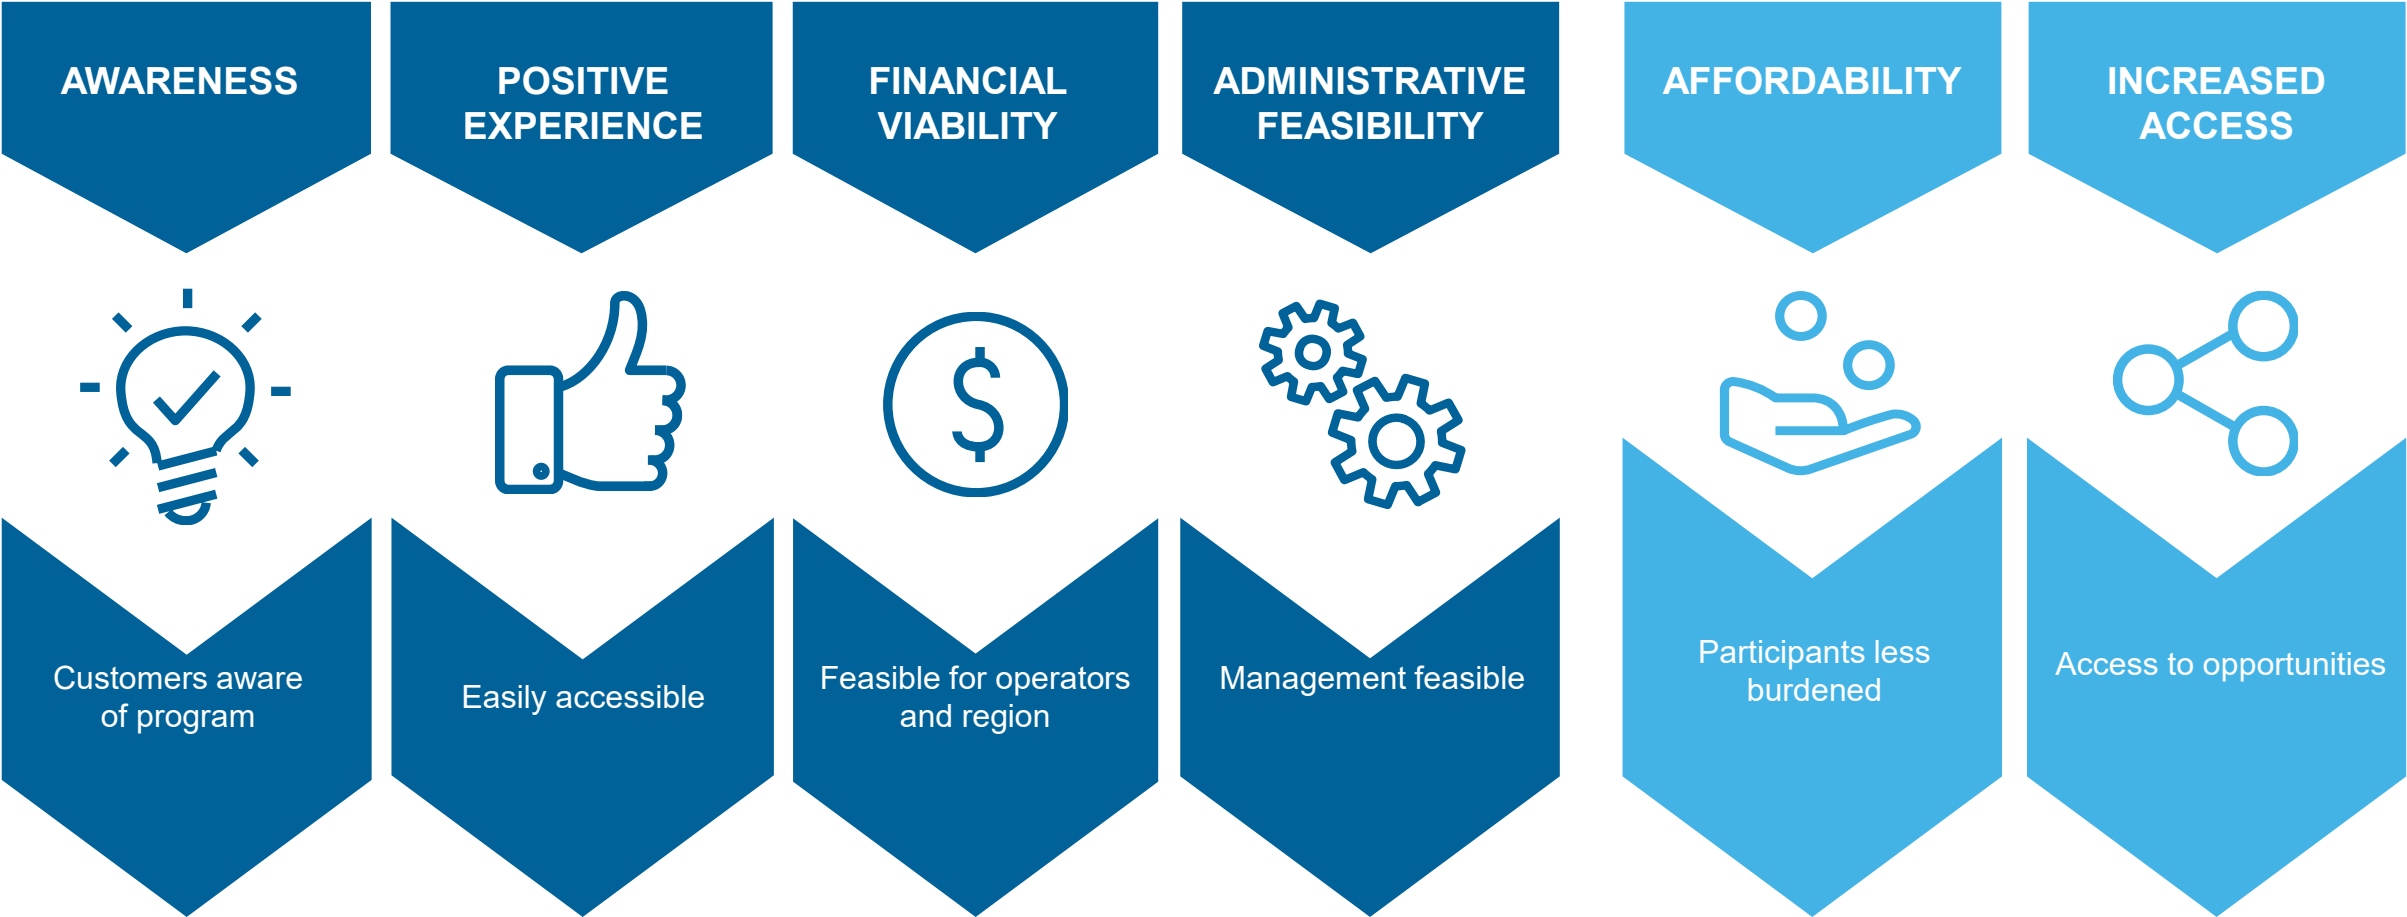 AWARENESS
Customers aware
of program
POSITIVE
EXPERIENCE
Easily accessible
FINANCIAL
VIABILITY
Feasible for operators
and region
ADMINISTRATIVE
FEASIBILITY
Management feasible
AFFORDABILITY
Participants less
burdened
INCREASED
ACCESS
Access to opportunities